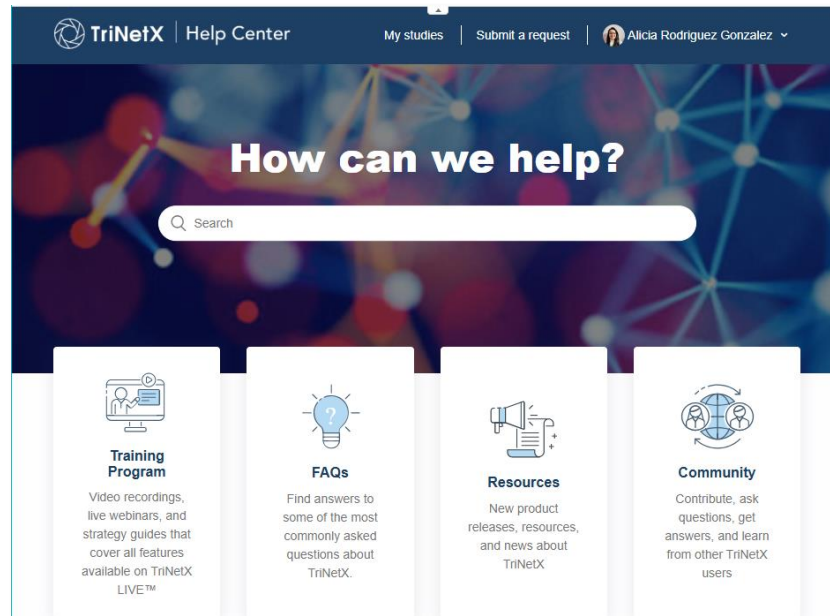 TriNetX | Help Center
My studies
Submit a request
Alicia Rodriguez Gonzalez
How can we help?
Search
Training
Program
Video recordings,
live webinars, and
strategy guides that
cover all features
available on TriNetX
LIVE™
?
FAQs
Find answers to
some of the most
commonly asked
questions about
TriNetX.
Resources
New product
releases, resources,
and news about
TriNetX
Community
Contribute, ask
questions, get
answers, and learn
from other TriNetX
users